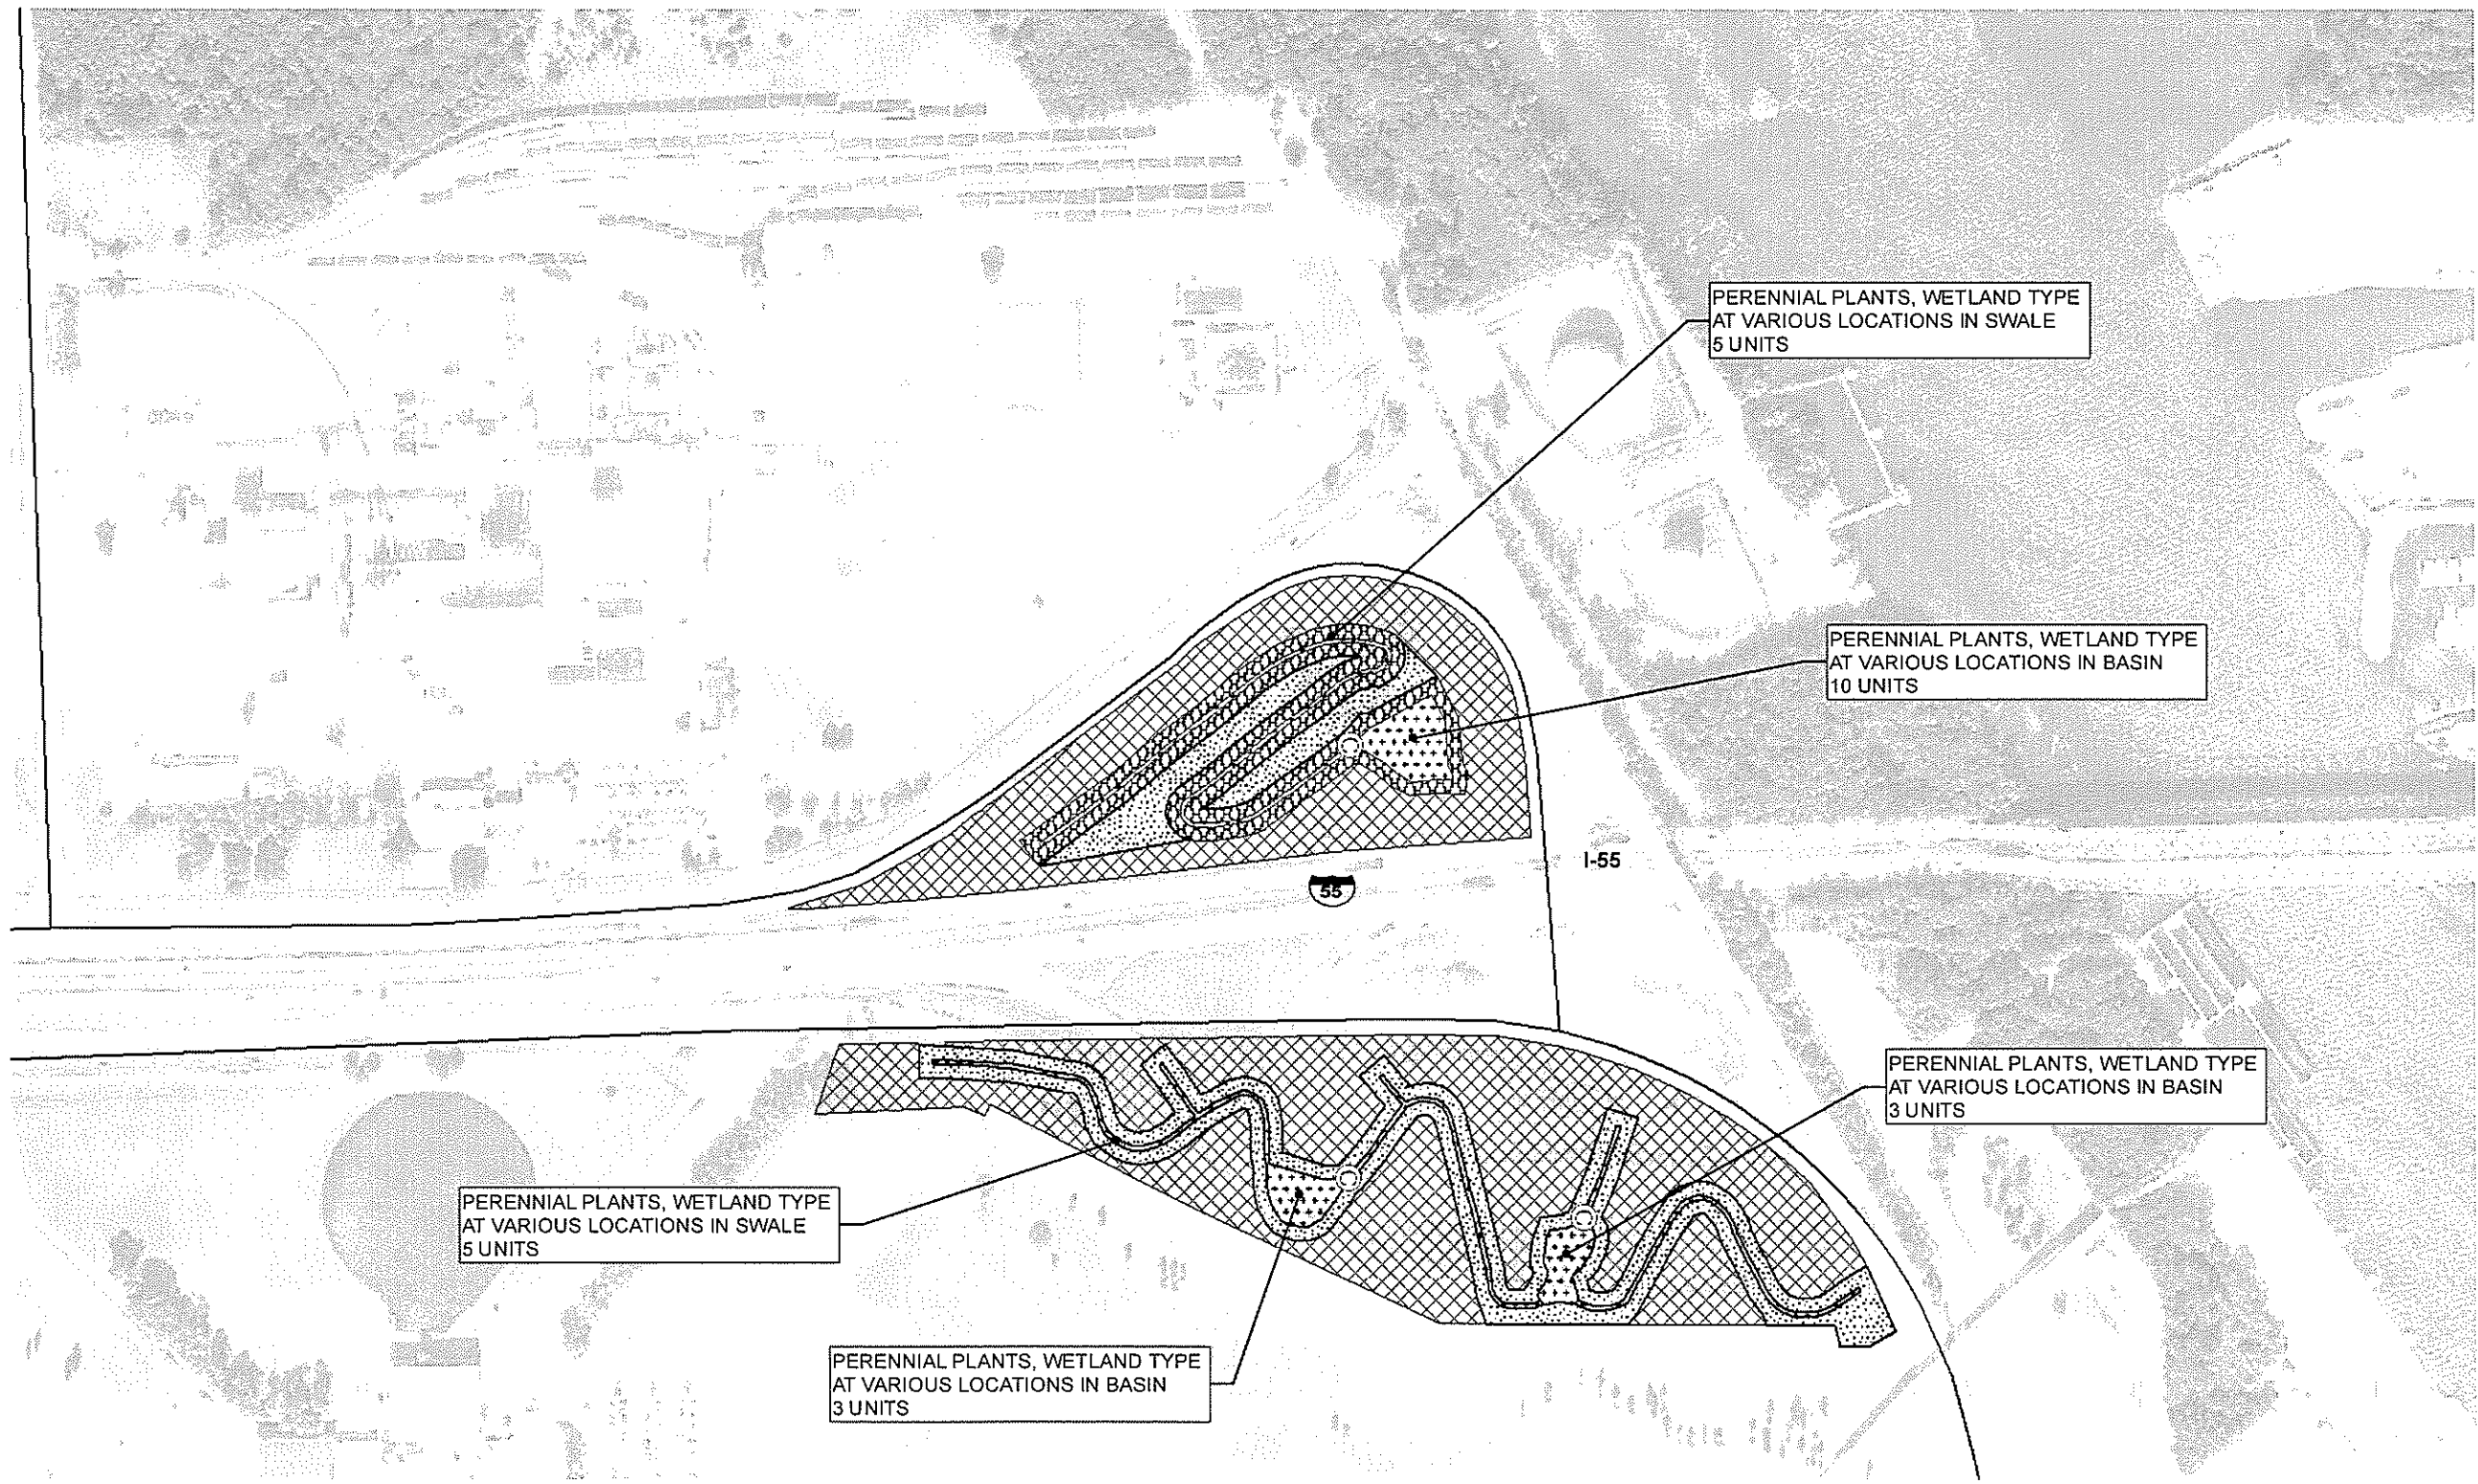 PERENNIAL PLANTS, WETLAND TYPE
AT VARIOUS LOCATIONS IN SWALE
5 UNITS
PERENNIAL PLANTS, WETLAND TYPE
AT VARIOUS LOCATIONS IN BASIN
10 UNITS
I-55
55
PERENNIAL PLANTS, WETLAND TYPE
AT VARIOUS LOCATIONS IN BASIN
3 UNITS
PERENNIAL PLANTS, WETLAND TYPE
AT VARIOUS LOCATIONS IN SWALE
5 UNITS
PERENNIAL PLANTS, WETLAND TYPE
AT VARIOUS LOCATIONS IN BASIN
3 UNITS